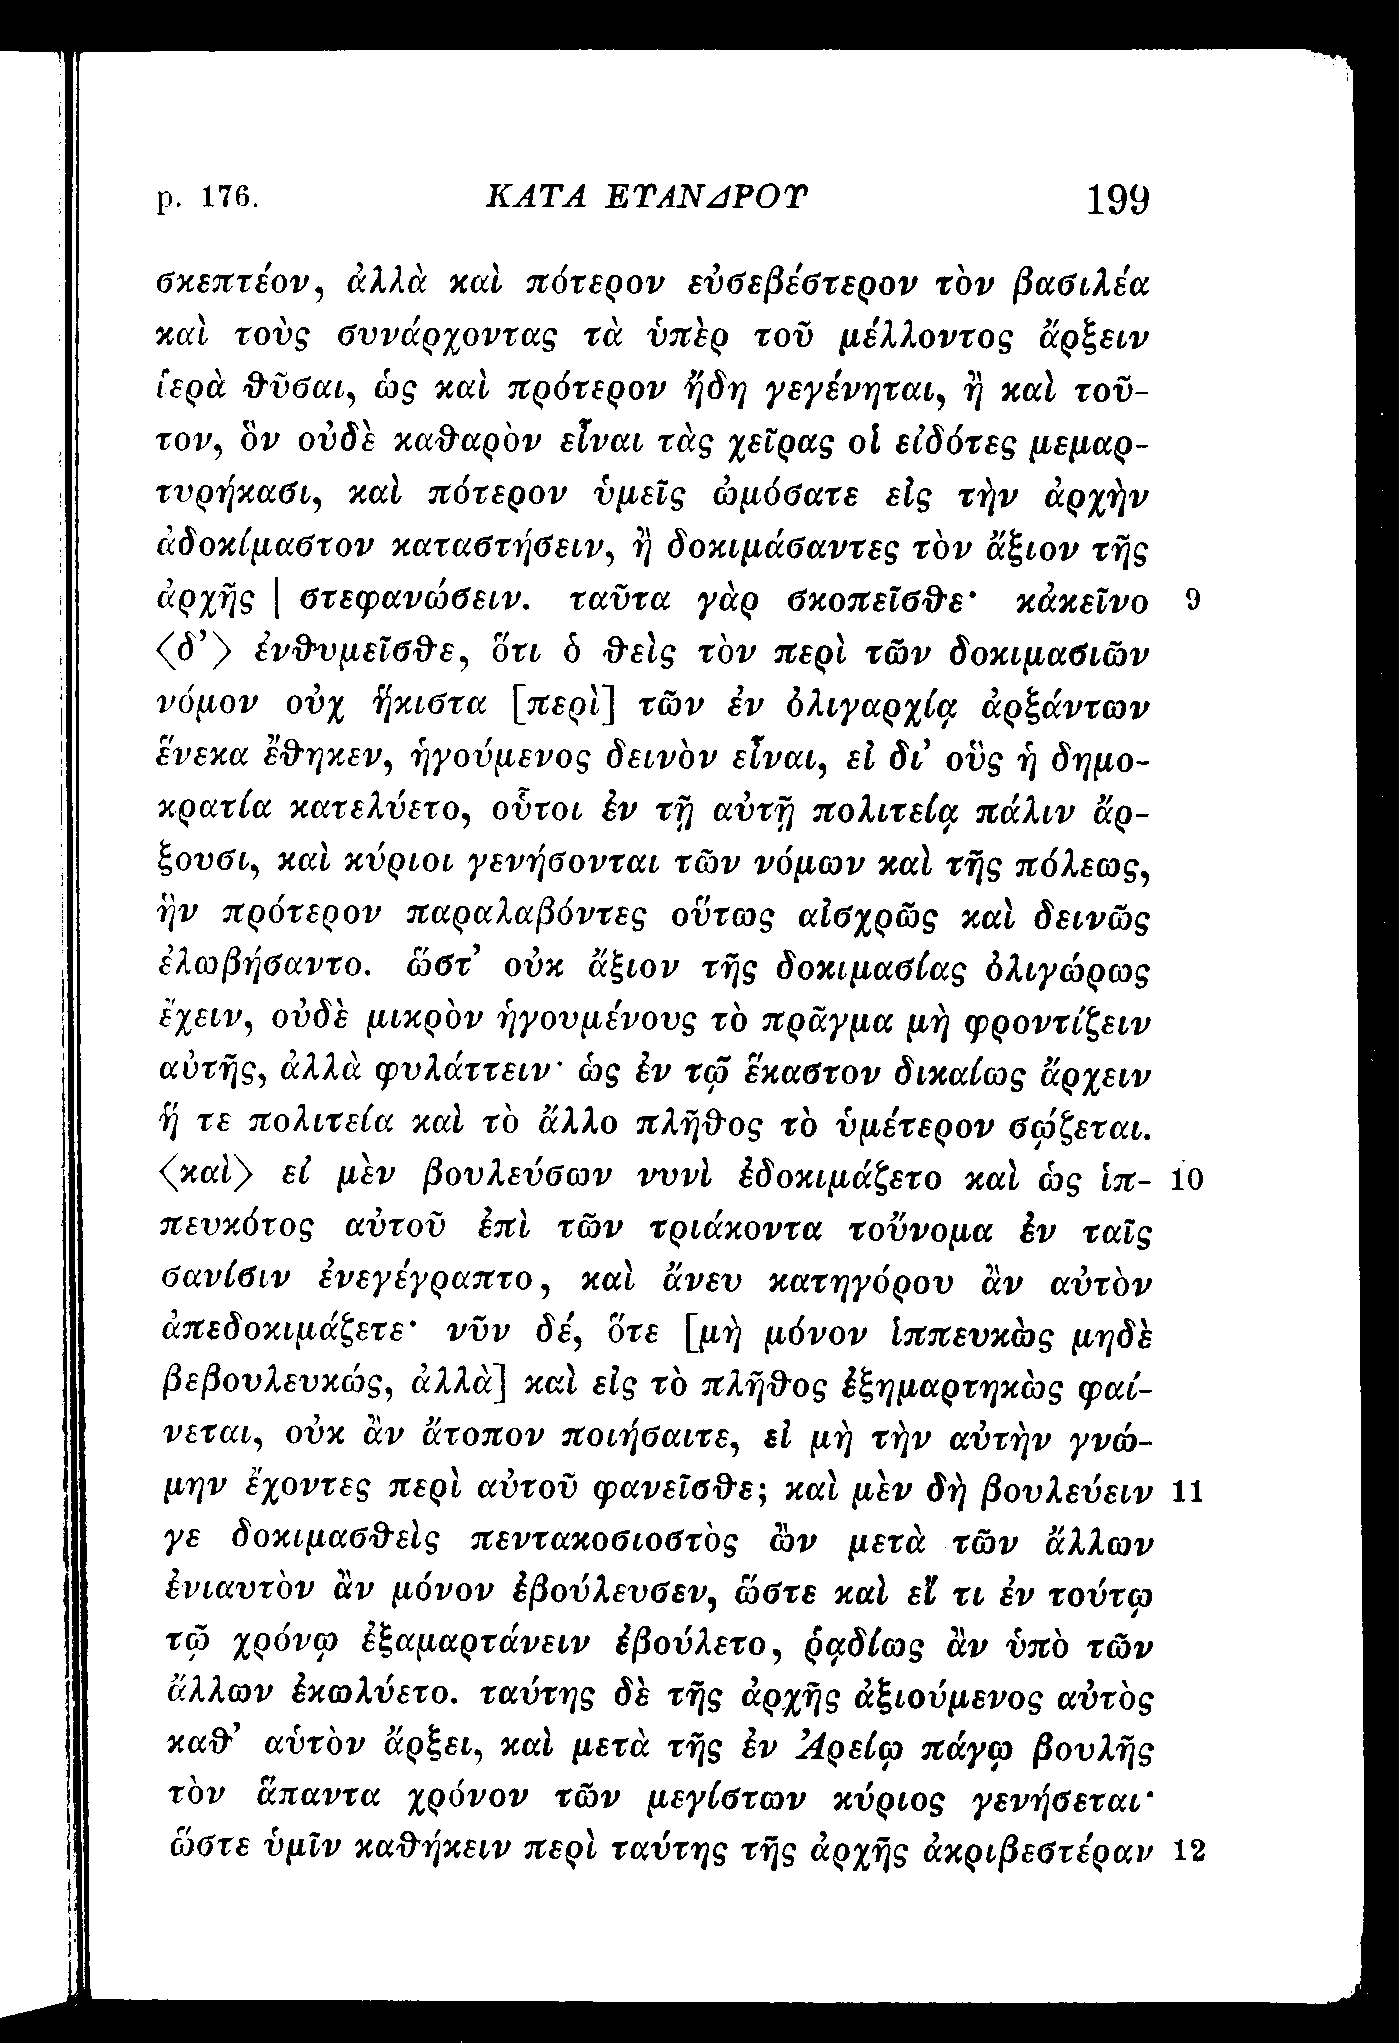 p. 176. ΚΑΤΑ ΕΥΑΝΔΡΟΥ 199
σκεπτέον, ἀλλὰ καὶ πότερον εὐσεβέστερον τὸν βασιλέα
καὶ τοὺς συνάρχοντας τὰ ὑπὲρ τοῦ μέλλοντος ἄρξειν
ἱερὰ ϑῦσαι, ὡς καὶ πρότερον ἤδη γεγένηται, ἢ καὶ τοῦ-
τον, ὃν οὐδὲ καϑαρὸν εἶναι τὰς χεῖρας οἱ εἰδότες μεμαρ-
τυρήκασι, καὶ πότερον ὑμεῖς ὠμόσατε εἰς τὴν ἀρχὴν
ἀδοκίμαστον καταστήσειν, ἢ δοκιμάσαντες τὸν ἄξιον τῆς
ἀρχῆς | στεφανώσειν. ταῦτα γὰρ σκοπεῖσϑε· κἀκεῖνο 9
〈δ’〉 ἐνϑυμεῖσϑε, ὅτι ὁ ϑεὶς τὸν περὶ τῶν δοκιμασιῶν
νόμον οὐχ ἥκιστα [περὶ] τῶν ἐν ὀλιγαρχίᾳ ἀρξάντων
ἕνεκα ἔϑηκεν, ἡγούμενος δεινὸν εἶναι, εἰ δι’ οὓς ἡ δημο-
κρατία κατελύετο, οὗτοι ἐν τῇ αὐτῇ πολιτείᾳ πάλιν ἄρ-
ξουσι, καὶ κύριοι γενήσονται τῶν νόμων καὶ τῆς πόλεως,
ἣν πρότερον παραλαβόντες οὕτως αἰσχρῶς καὶ δεινῶς
ἐλωβήσαντο. ὥστ’ οὐκ ἄξιον τῆς δοκιμασίας ὀλιγώρως
ἔχειν, οὐδὲ μικρὸν ἡγουμένους τὸ πρᾶγμα μὴ φροντίζειν
αὐτῆς, ἀλλὰ φυλάττειν· ὡς ἐν τῷ ἕκαστον δικαίως ἄρχειν
ἥ τε πολιτεία καὶ τὸ ἄλλο πλῆϑος τὸ ὑμέτερον σῴζεται.
〈καὶ〉 εἰ μὲν βουλεύσων νυνὶ ἐδοκιμάζετο καὶ ὡς ἱπ- 10
πευκότος αὐτοῦ ἐπὶ τῶν τριάκοντα τοὔνομα ἐν ταῖς
σανίσιν ἐνεγέγραπτο, καὶ ἄνευ κατηγόρου ἂν αὐτὸν
ἀπεδοκιμάζετε· νῦν δέ, ὅτε [μὴ μόνον ἱππευκὼς μηδὲ
βεβουλευκώς, ἀλλὰ] καὶ εἰς τὸ πλῆϑος ἐξημαρτηκὼς φαί-
νεται, οὐκ ἂν ἄτοπον ποιήσαιτε, εἰ μὴ τὴν αὐτὴν γνώ-
μην ἔχοντες περὶ αὐτοῦ φανεῖσϑε; καὶ μὲν δὴ βουλεύειν 11
γε δοκιμασϑεὶς πεντακοσιοστὸς ὢν μετὰ τῶν ἄλλων
ἐνιαυτὸν ἂν μόνον ἐβούλευσεν, ὥστε καὶ εἴ τι ἐν τούτῳ
τῷ χρόνῳ ἐξαμαρτάνειν ἐβούλετο, ῥᾳδίως ἂν ὑπὸ τῶν
ἄλλων ἐκωλύετο. ταύτης δὲ τῆς ἀρχῆς ἀξιούμενος αὐτὸς
καϑ’ αὑτὸν ἄρξει, καὶ μετὰ τῆς ἐν Ἀρείῳ πάγῳ βουλῆς
τὸν ἅπαντα χρόνον τῶν μεγίστων κύριος γενήσεται·
ὥστε ὑμῖν καϑήκειν περὶ ταύτης τῆς ἀρχῆς ἀκριβεστέραν 12